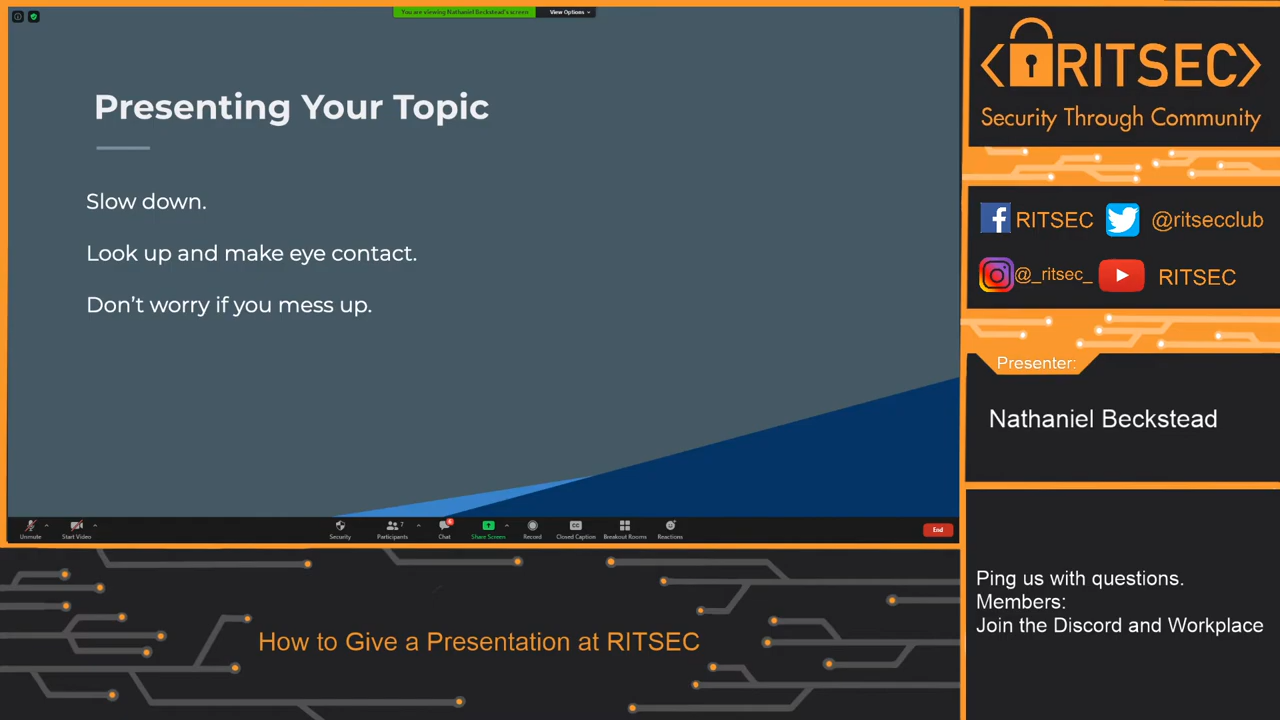 You are viewing Nathaniel Beckstead's screen
View Options
Presenting Your Topic
Slow down.
Look up and make eye contact.
Don't worry if you mess up.
Unmute
Start Video
Security
Participants
7
Chat
Share Screen
Record
CC
Closed Caption
Breakout Rooms
Reactions
End
How to Give a Presentation at RITSEC
<RITSEC>
Security Through Community
RITSEC
@ritsecclub
@_ritsec_
RITSEC
Presenter:
Nathaniel Beckstead
Ping us with questions.
Members:
Join the Discord and Workplace